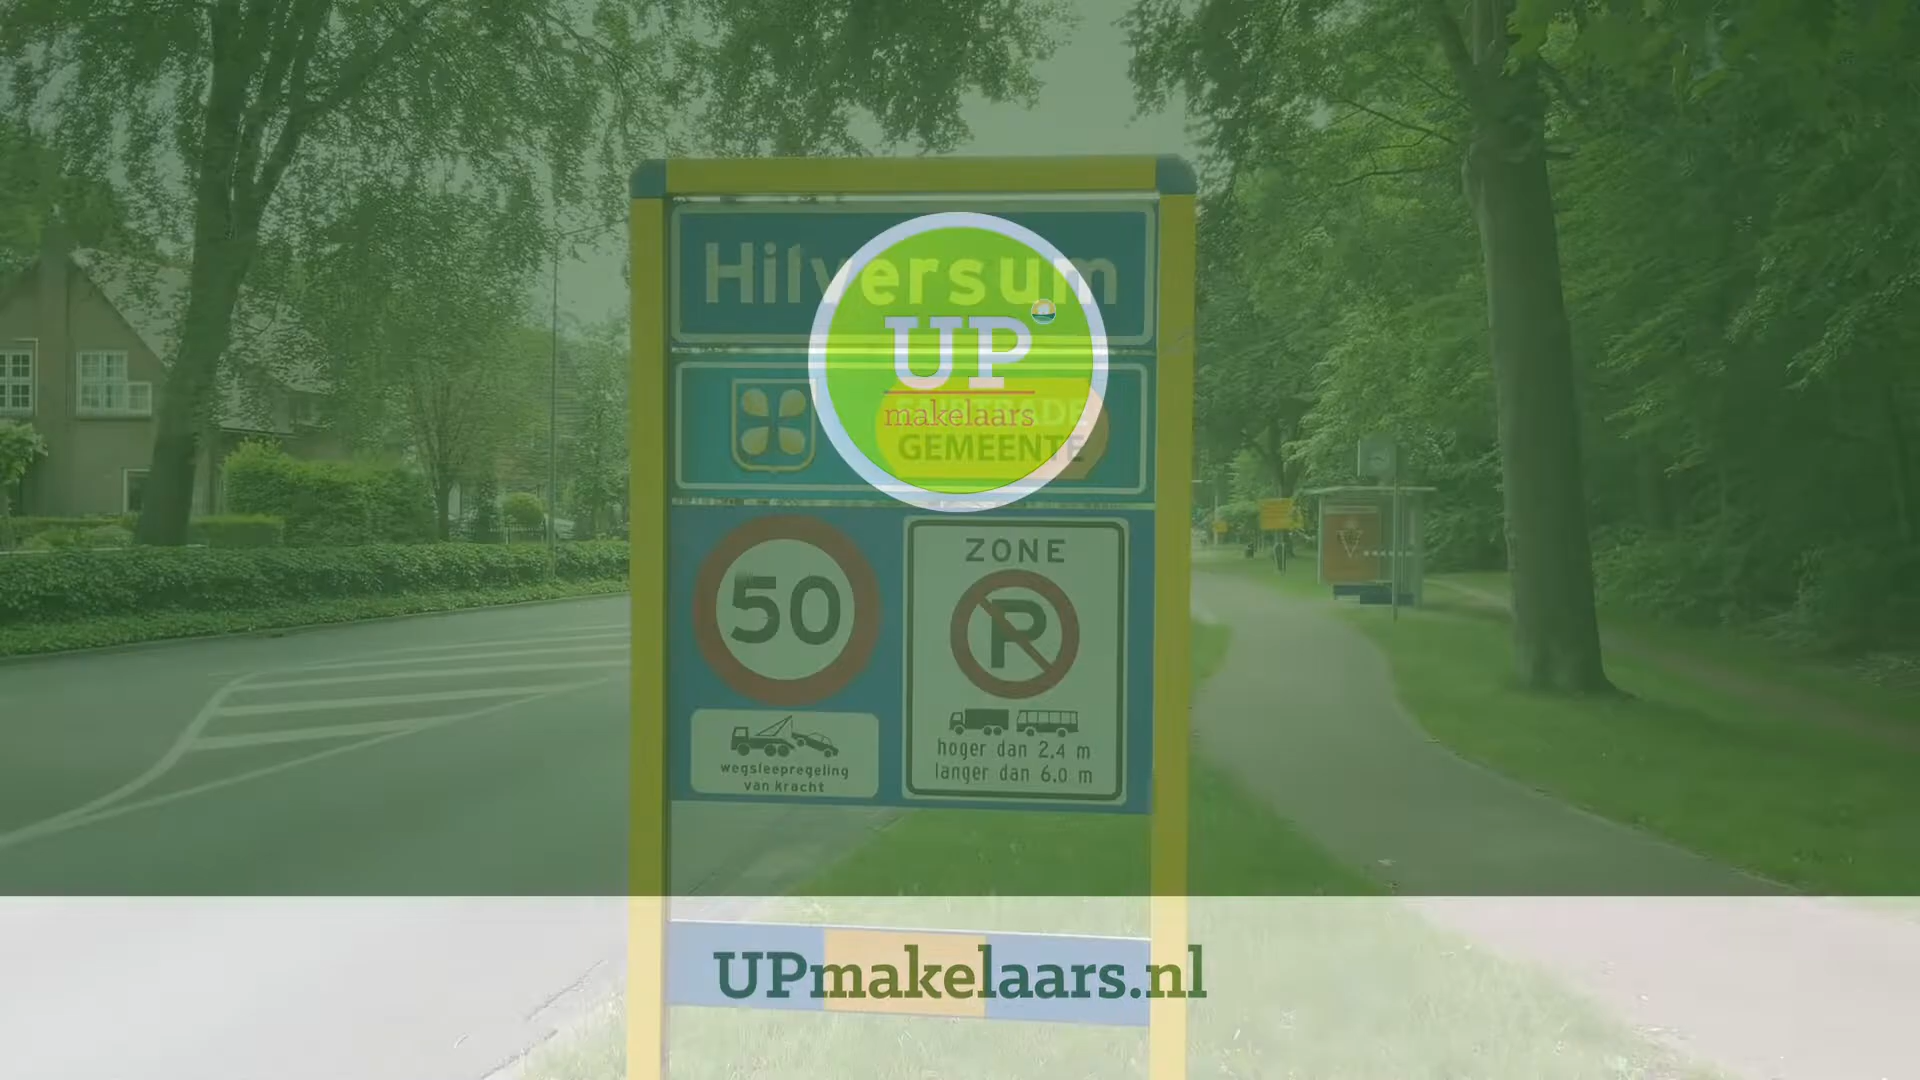 Hilversum
UP
makelaars
FAIRTRADE
GEMEENTE
50
ZONE
P
hoger dan 2,4 m
langer dan 6,0 m
wegsleepregeling
van kracht
UPmakelaars.nl